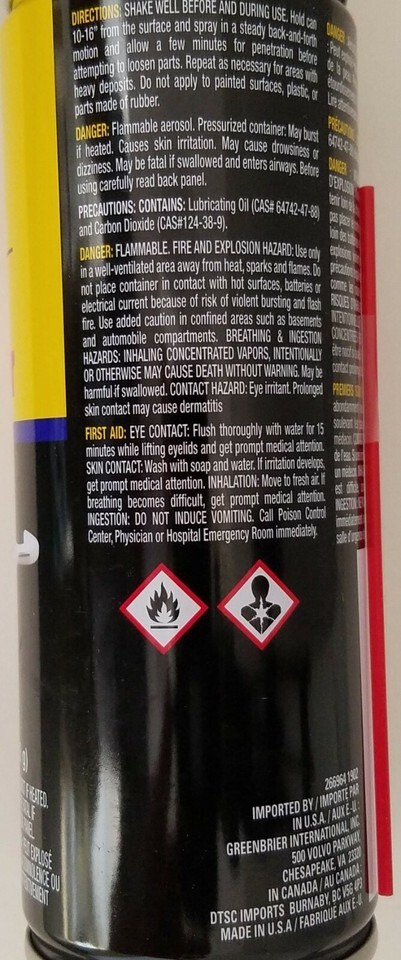 DIRECTIONS: SHAKE WELL BEFORE AND DURING USE. Hold can
10-16" from the surface and spray in a steady back-and-forth
motion and allow a few minutes for penetration before
attempting to loosen parts. Repeat as necessary for areas with
heavy deposits. Do not apply to painted surfaces, plastic, or
parts made of rubber.
DANGER: Flammable aerosol. Pressurized container: May burst
if heated. Causes skin irritation. May cause drowsiness or
dizziness. May be fatal if swallowed and enters airways. Before
using carefully read back panel.
PRECAUTIONS: CONTAINS: Lubricating Oil (CAS# 64742-47-88)
and Carbon Dioxide (CAS#124-38-9).
DANGER: FLAMMABLE. FIRE AND EXPLOSION HAZARD: Use only
in a well-ventilated area away from heat, sparks and flames. Do
not place container in contact with hot surfaces, batteries or
electrical current because of risk of violent bursting and flash
fire. Use added caution in confined areas such as basements
and automobile compartments. BREATHING & INGESTION
HAZARDS: INHALING CONCENTRATED VAPORS, INTENTIONALLY
OR OTHERWISE MAY CAUSE DEATH WITHOUT WARNING. May be
harmful if swallowed. CONTACT HAZARD: Eye irritant. Prolonged
skin contact may cause dermatitis
FIRST AID: EYE CONTACT: Flush thoroughly with water for 15
minutes while lifting eyelids and get prompt medical attention.
SKIN CONTACT: Wash with soap and water. If irritation develops,
get prompt medical attention. INHALATION: Move to fresh air. If
breathing becomes difficult, get prompt medical attention.
INGESTION: DO NOT INDUCE VOMITING. Call Poison Control
Center, Physician or Hospital Emergency Room immediately.
266964 1902
IMPORTED BY / IMPORTÉ PAR
IN U.S.A. / AUX É.-U. :
GREENBRIER INTERNATIONAL, INC.
500 VOLVO PARKWAY,
CHESAPEAKE, VA 23320
IN CANADA / AU CANADA :
DTSC IMPORTS BURNABY, BC V5G 4P5
MADE IN U.S.A / FABRIQUÉ AUX É.-U.